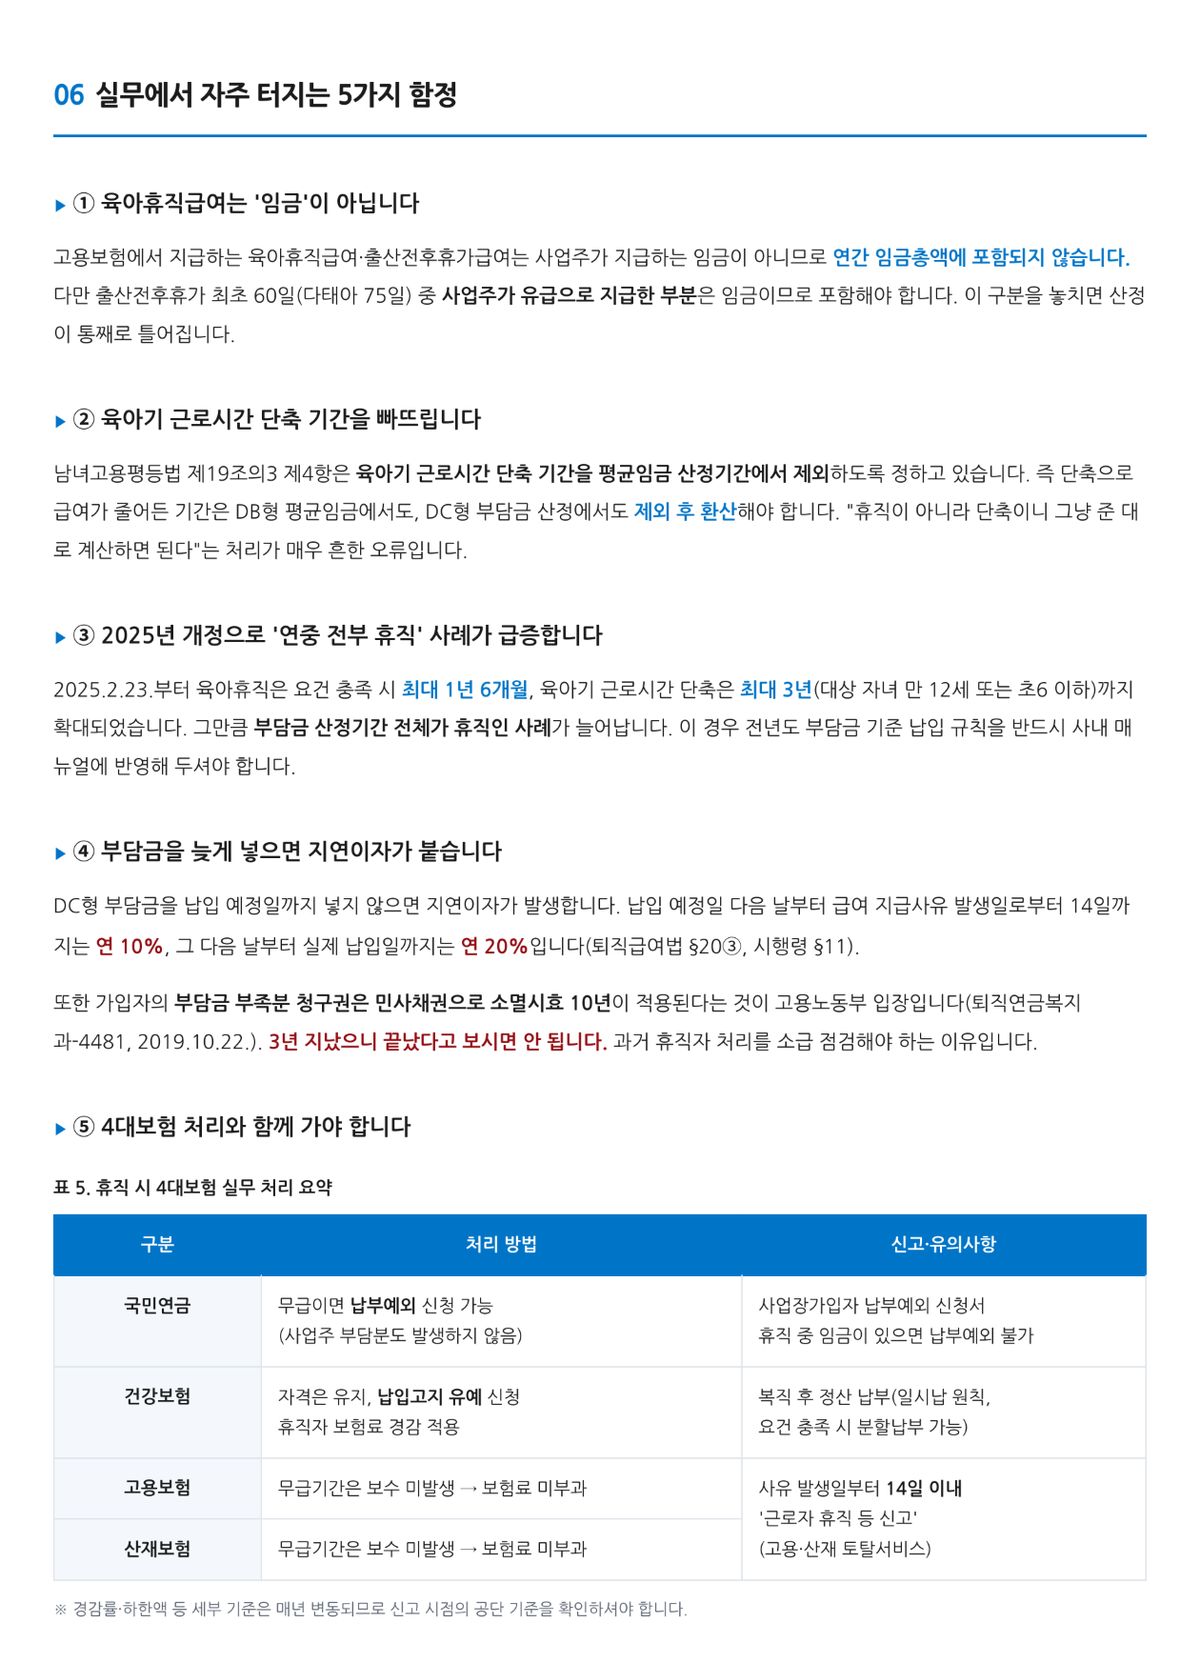 06 실무에서 자주 터지는 5가지 함정
▶ ① 육아휴직급여는 '임금'이 아닙니다
고용보험에서 지급하는 육아휴직급여·출산전후휴가급여는 사업주가 지급하는 임금이 아니므로 연간 임금총액에 포함되지 않습니다.
다만 출산전후휴가 최초 60일(다태아 75일) 중 사업주가 유급으로 지급한 부분은 임금이므로 포함해야 합니다. 이 구분을 놓치면 산정
이 통째로 틀어집니다.
▶ ② 육아기 근로시간 단축 기간을 빠뜨립니다
남녀고용평등법 제19조의3 제4항은 육아기 근로시간 단축 기간을 평균임금 산정기간에서 제외하도록 정하고 있습니다. 즉 단축으로
급여가 줄어든 기간은 DB형 평균임금에서도, DC형 부담금 산정에서도 제외 후 환산해야 합니다. "휴직이 아니라 단축이니 그냥 준 대
로 계산하면 된다"는 처리가 매우 흔한 오류입니다.
▶ ③ 2025년 개정으로 '연중 전부 휴직' 사례가 급증합니다
2025.2.23.부터 육아휴직은 요건 충족 시 최대 1년 6개월, 육아기 근로시간 단축은 최대 3년(대상 자녀 만 12세 또는 초6 이하)까지
확대되었습니다. 그만큼 부담금 산정기간 전체가 휴직인 사례가 늘어납니다. 이 경우 전년도 부담금 기준 납입 규칙을 반드시 사내 매
뉴얼에 반영해 두셔야 합니다.
▶ ④ 부담금을 늦게 넣으면 지연이자가 붙습니다
DC형 부담금을 납입 예정일까지 넣지 않으면 지연이자가 발생합니다. 납입 예정일 다음 날부터 급여 지급사유 발생일로부터 14일까
지는 연 10%, 그 다음 날부터 실제 납입일까지는 연 20%입니다(퇴직급여법 §20③, 시행령 §11).
또한 가입자의 부담금 부족분 청구권은 민사채권으로 소멸시효 10년이 적용된다는 것이 고용노동부 입장입니다(퇴직연금복지
과-4481, 2019.10.22.). 3년 지났으니 끝났다고 보시면 안 됩니다. 과거 휴직자 처리를 소급 점검해야 하는 이유입니다.
▶ ⑤ 4대보험 처리와 함께 가야 합니다
표 5. 휴직 시 4대보험 실무 처리 요약
구분 처리 방법 신고·유의사항
국민연금 무급이면 납부예외 신청 가능 사업장가입자 납부예외 신청서
(사업주 부담분도 발생하지 않음) 휴직 중 임금이 있으면 납부예외 불가
건강보험 자격은 유지, 납입고지 유예 신청 복직 후 정산 납부(일시납 원칙,
휴직자 보험료 경감 적용 요건 충족 시 분할납부 가능)
고용보험 무급기간은 보수 미발생 → 보험료 미부과 사유 발생일부터 14일 이내
'근로자 휴직 등 신고'
산재보험 무급기간은 보수 미발생 → 보험료 미부과 (고용·산재 토탈서비스)
※ 경감률·하한액 등 세부 기준은 매년 변동되므로 신고 시점의 공단 기준을 확인하셔야 합니다.